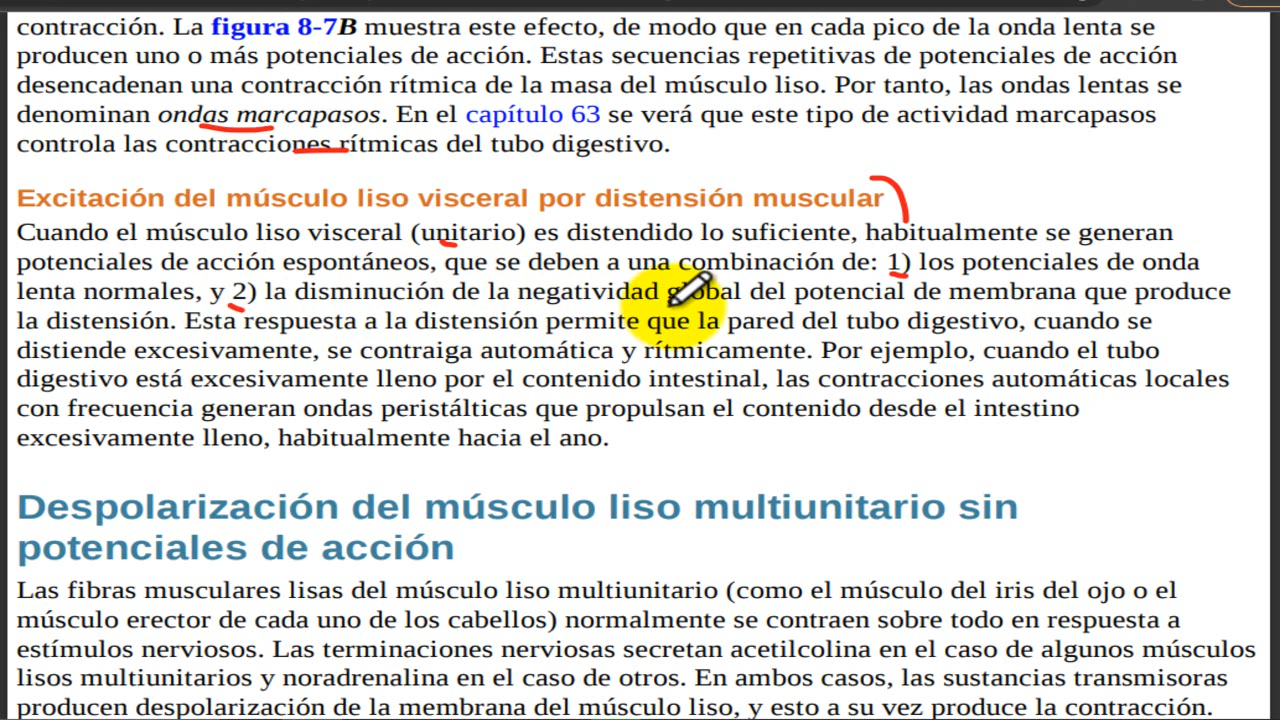 contracción. La figura 8-7B muestra este efecto, de modo que en cada pico de la onda lenta se
producen uno o más potenciales de acción. Estas secuencias repetitivas de potenciales de acción
desencadenan una contracción rítmica de la masa del músculo liso. Por tanto, las ondas lentas se
denominan ondas marcapasos. En el capítulo 63 se verá que este tipo de actividad marcapasos
controla las contracciones rítmicas del tubo digestivo.
Excitación del músculo liso visceral por distensión muscular
Cuando el músculo liso visceral (unitario) es distendido lo suficiente, habitualmente se generan
potenciales de acción espontáneos, que se deben a una combinación de: 1) los potenciales de onda
lenta normales, y 2) la disminución de la negatividad global del potencial de membrana que produce
la distensión. Esta respuesta a la distensión permite que la pared del tubo digestivo, cuando se
distiende excesivamente, se contraiga automática y rítmicamente. Por ejemplo, cuando el tubo
digestivo está excesivamente lleno por el contenido intestinal, las contracciones automáticas locales
con frecuencia generan ondas peristálticas que propulsan el contenido desde el intestino
excesivamente lleno, habitualmente hacia el ano.
Despolarización del músculo liso multiunitario sin
potenciales de acción
Las fibras musculares lisas del músculo liso multiunitario (como el músculo del iris del ojo o el
músculo erector de cada uno de los cabellos) normalmente se contraen sobre todo en respuesta a
estímulos nerviosos. Las terminaciones nerviosas secretan acetilcolina en el caso de algunos músculos
lisos multiunitarios y noradrenalina en el caso de otros. En ambos casos, las sustancias transmisoras
producen despolarización de la membrana del músculo liso, y esto a su vez produce la contracción.